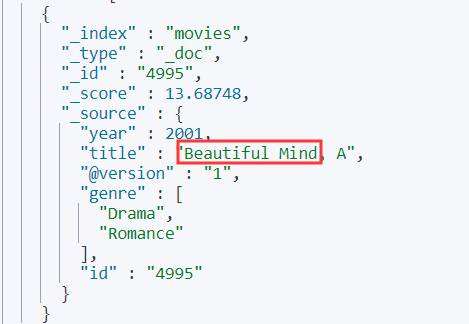 {
"_index" : "movies",
"_type" : "_doc",
"_id" : "4995",
"_score" : 13.68748,
"_source" : {
"year" : 2001,
"title" : "Beautiful Mind, A",
"@version" : "1",
"genre" : [
"Drama",
"Romance"
],
"id" : "4995"
}
}